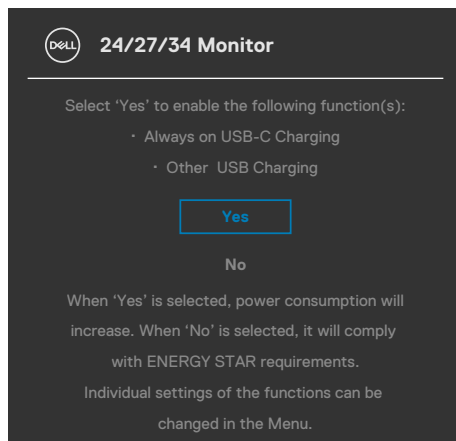 DELL
24/27/34 Monitor
Select ‘Yes’ to enable the following function(s):
· Always on USB-C Charging
· Other USB Charging
Yes
No
When ‘Yes’ is selected, power consumption will
increase. When ‘No’ is selected, it will comply
with ENERGY STAR requirements.
Individual settings of the functions can be
changed in the Menu.